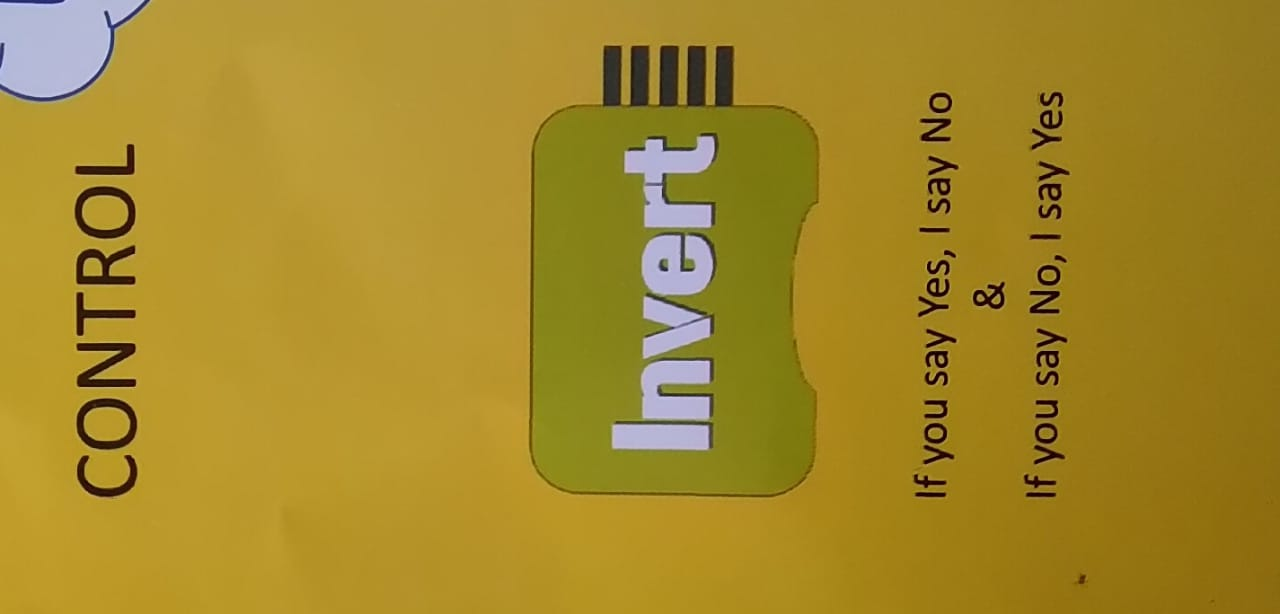 CONTROL
Invert
If you say Yes, I say No
&
If you say No, I say Yes